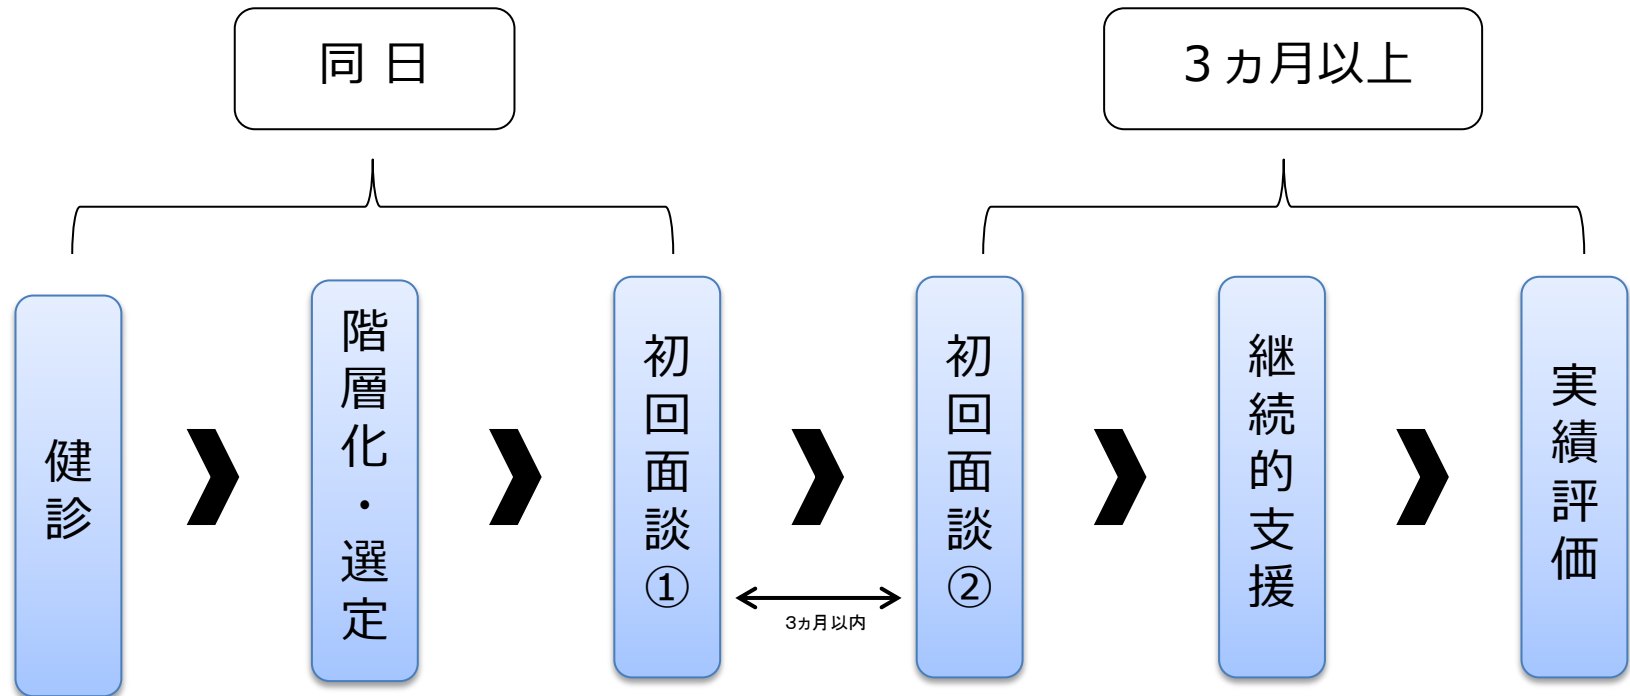 同 日
3ヵ月以上
健診
階層化・選定
初回面談①
3ヵ月以内
初回面談②
継続的支援
実績評価